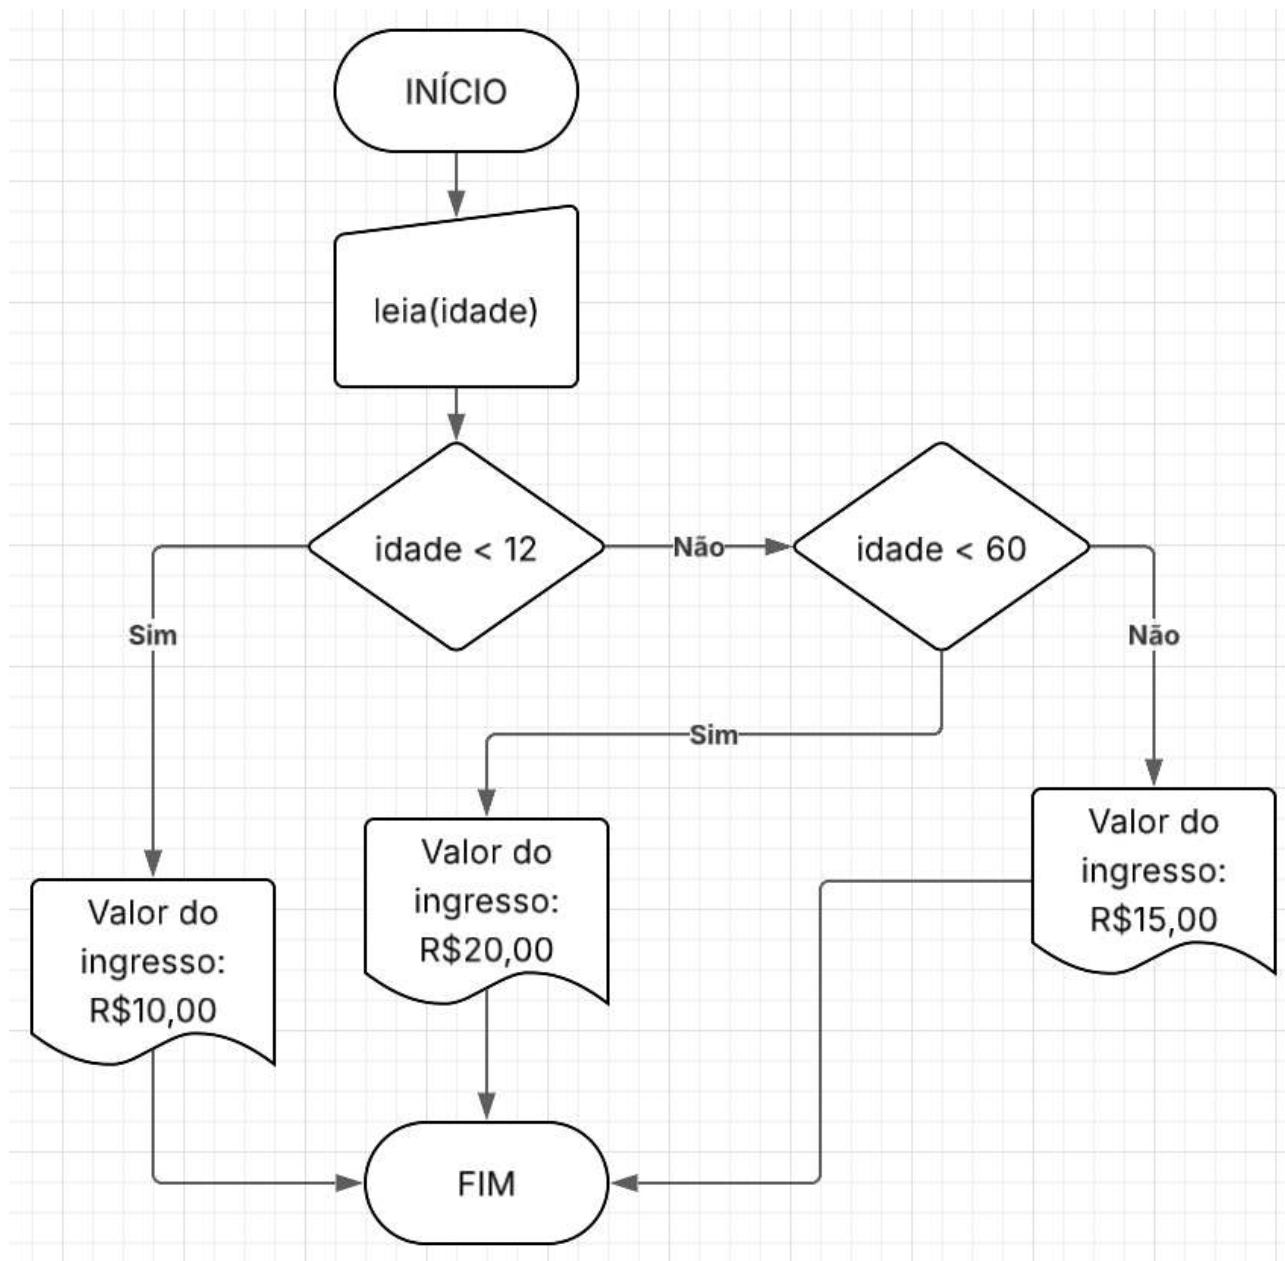 INÍCIO
leia(idade)
idade < 12
Não
idade < 60
Sim
Não
Sim
Valor do
ingresso:
R$10,00
Valor do
ingresso:
R$20,00
Valor do
ingresso:
R$15,00
FIM